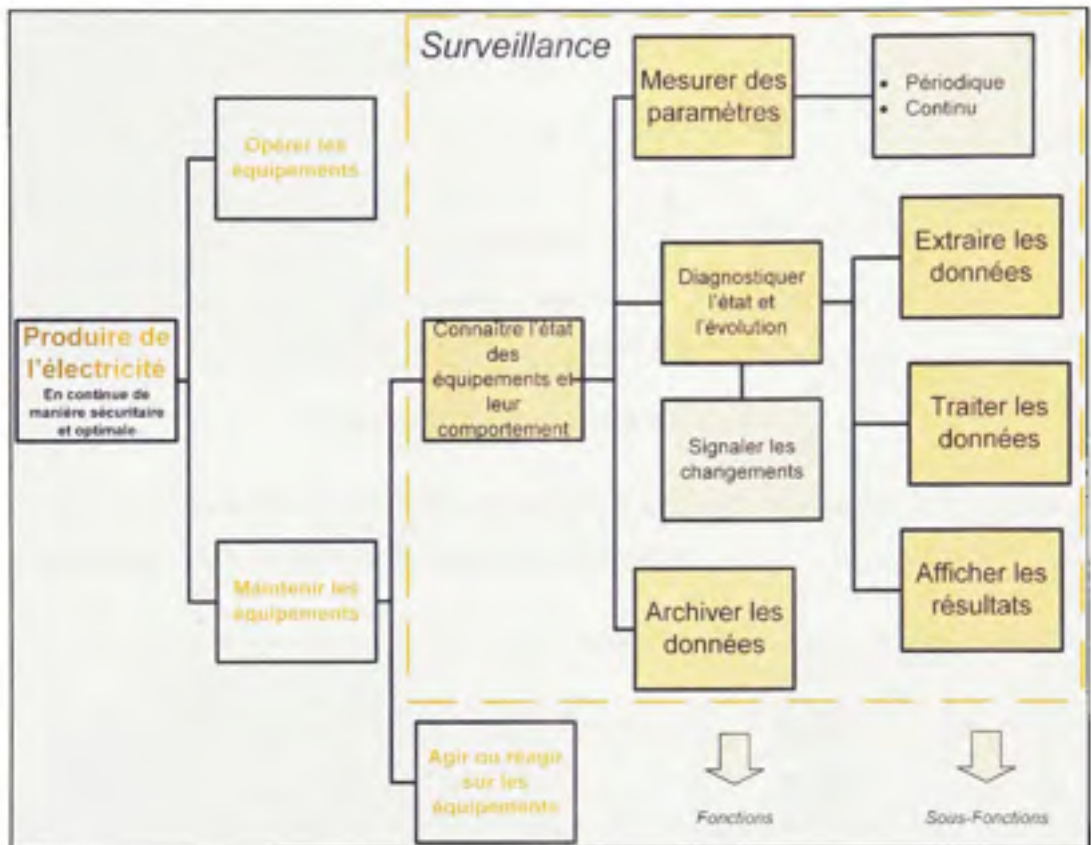 Surveillance
Mesurer des
paramètres
• Périodique
• Continu
Opérer les
équipements
Extraire les
données
Diagnostiquer
l'état et
l'évolution
Produire de
l'électricité
En continue de
manière sécuritaire
et optimale
Connaître l'état
des
équipements et
leur
comportement
Traiter les
données
Signaler les
changements
Maintenir les
équipements
Afficher les
résultats
Archiver les
données
Agir ou réagir
sur les
équipements
Fonctions
Sous-Fonctions